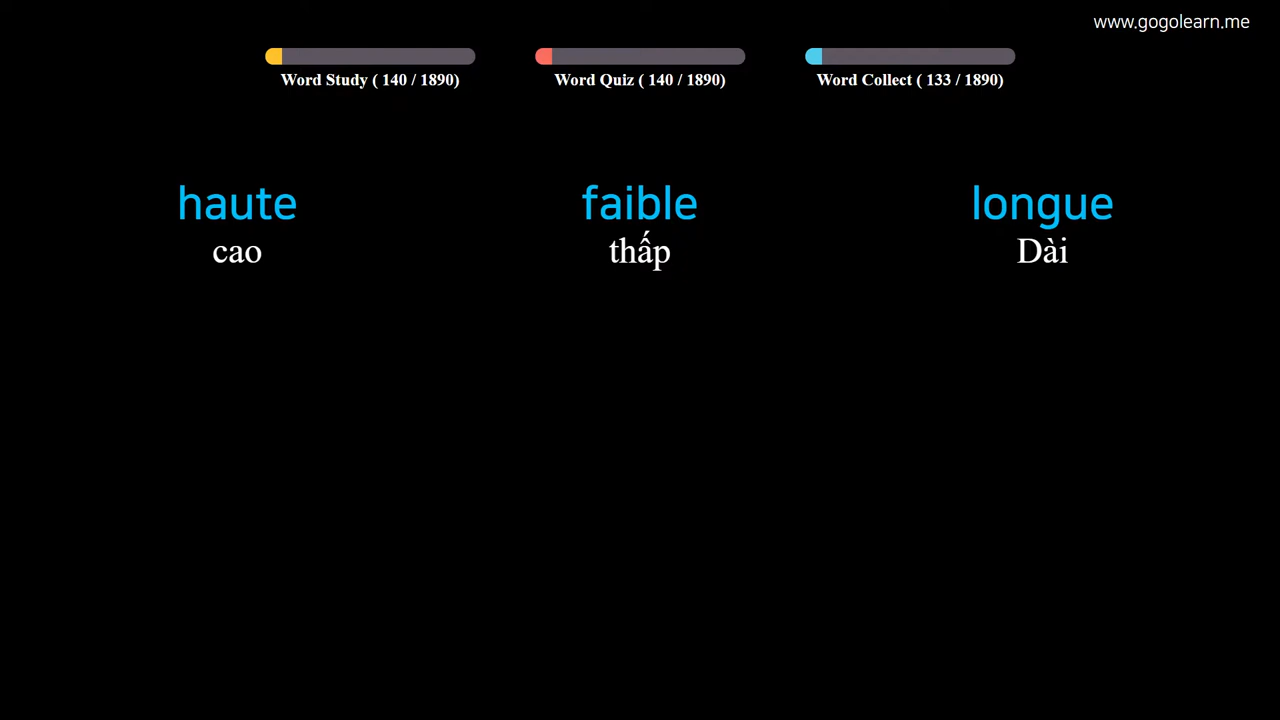 www.gogolearn.me
Word Study ( 140 / 1890)
Word Quiz ( 140 / 1890)
Word Collect ( 133 / 1890)
haute
cao
faible
thấp
longue
Dài